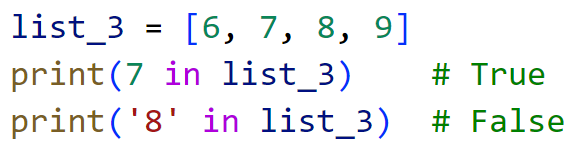 list_3 = [6, 7, 8, 9]
print(7 in list_3)    # True
print('8' in list_3)  # False